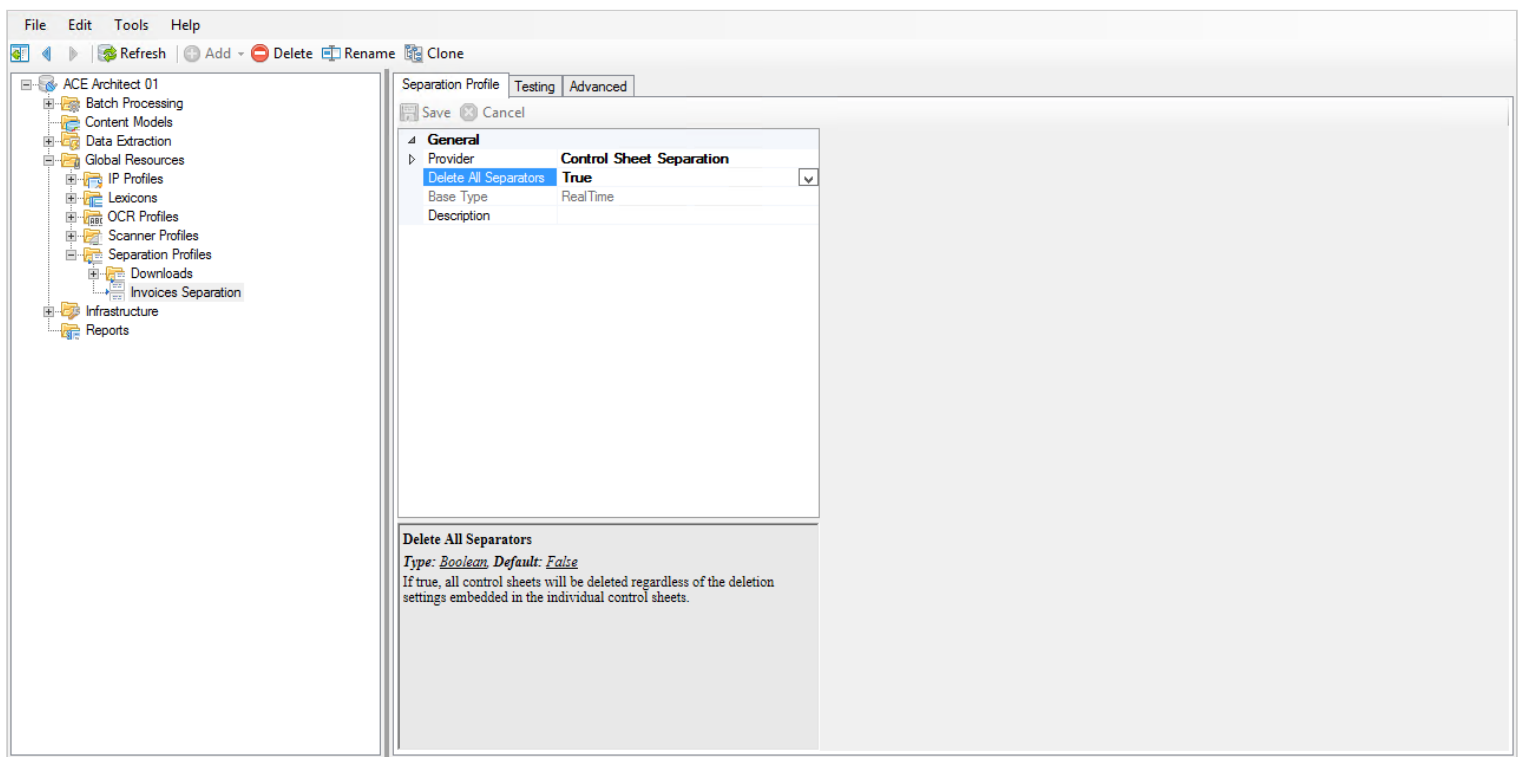 File Edit Tools Help
Refresh Add Delete Rename Clone
ACE Architect 01
Batch Processing
Content Models
Data Extraction
Global Resources
IP Profiles
Lexicons
OCR Profiles
Scanner Profiles
Separation Profiles
Downloads
Invoices Separation
Infrastructure
Reports
Separation Profile Testing Advanced
Save Cancel
General
Provider Control Sheet Separation
Delete All Separators True
Base Type RealTime
Description
Delete All Separators
Type: Boolean, Default: False
If true, all control sheets will be deleted regardless of the deletion
settings embedded in the individual control sheets.